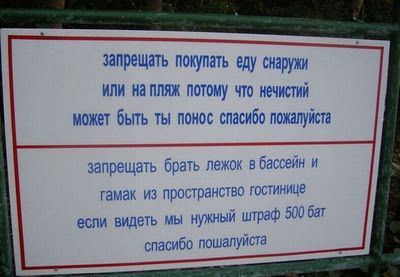 запрещать покупать еду снаружи
или на пляж потому что нечистий
может быть ты понос спасибо пожалуйста
запрещать брать лежок в бассейн и
гамак из пространство гостинице
если видеть мы нужный штраф 500 бат
спасибо пошалуйста